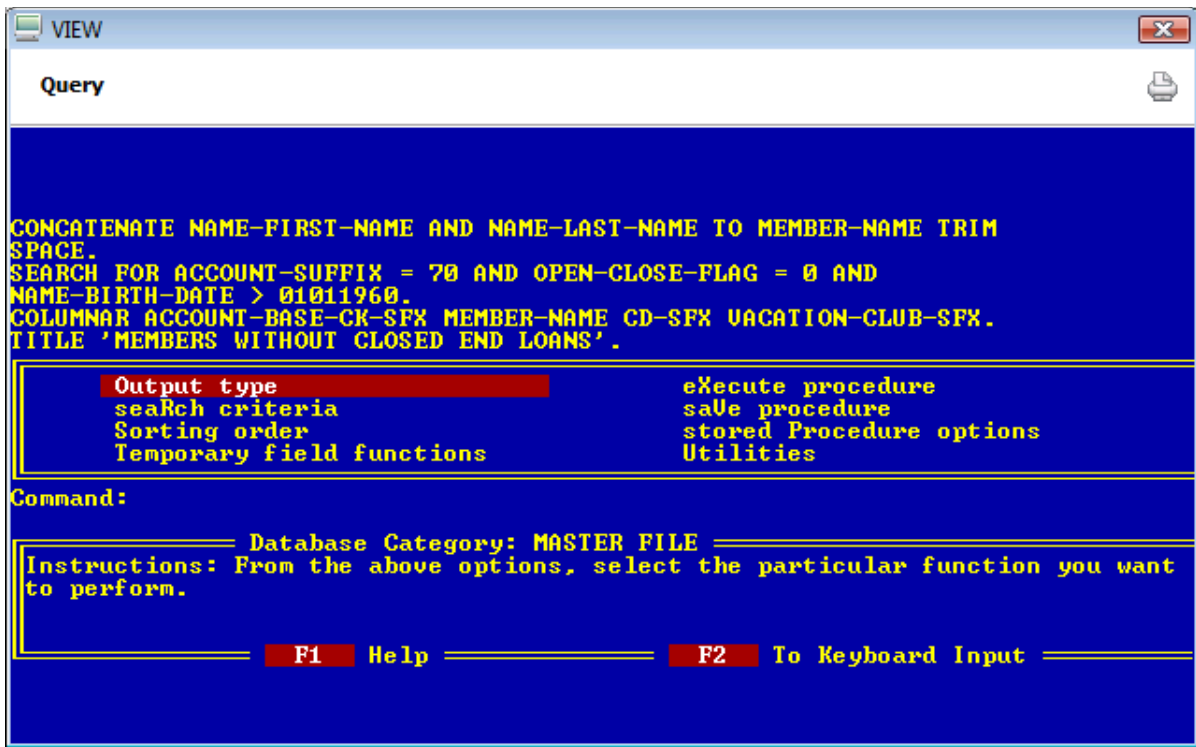 VIEW
Query
CONCATENATE NAME-FIRST-NAME AND NAME-LAST-NAME TO MEMBER-NAME TRIM
SPACE.
SEARCH FOR ACCOUNT-SUFFIX = 70 AND OPEN-CLOSE-FLAG = 0 AND
NAME-BIRTH-DATE > 01011960.
COLUMNAR ACCOUNT-BASE-CK-SFX MEMBER-NAME CD-SFX VACATION-CLUB-SFX.
TITLE 'MEMBERS WITHOUT CLOSED END LOANS'.
Output type eXecute procedure
seaRch criteria saVe procedure
Sorting order stored Procedure options
Temporary field functions Utilities
Command:
Database Category: MASTER FILE
Instructions: From the above options, select the particular function you want
to perform.
F1 Help F2 To Keyboard Input